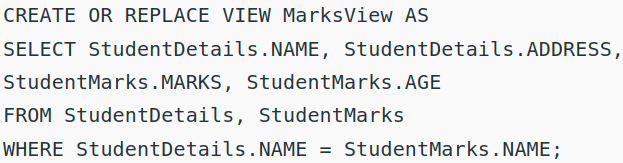 CREATE OR REPLACE VIEW MarksView AS
SELECT StudentDetails.NAME, StudentDetails.ADDRESS,
StudentMarks.MARKS, StudentMarks.AGE
FROM StudentDetails, StudentMarks
WHERE StudentDetails.NAME = StudentMarks.NAME;